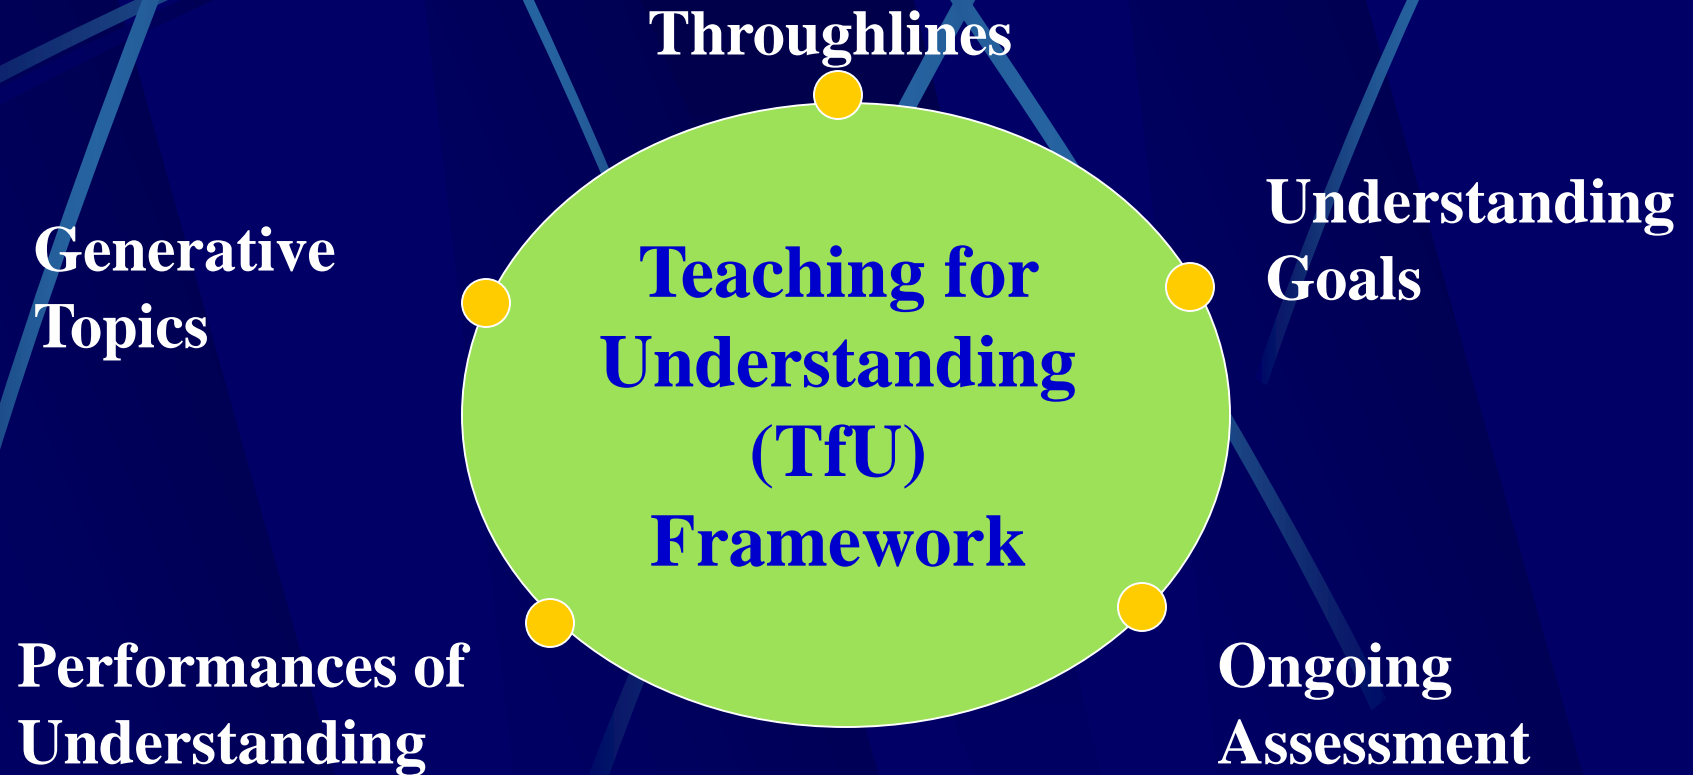 Throughlines
Understanding
Goals
Generative
Topics
Teaching for
Understanding
(TfU)
Framework
Performances of
Understanding
Ongoing
Assessment